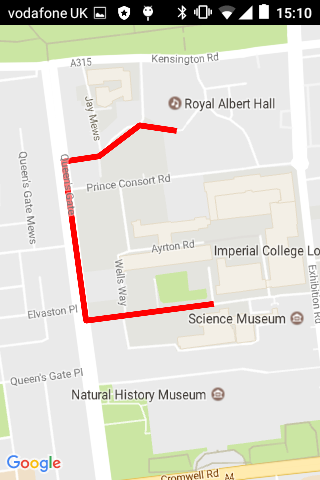 vodafone UK
15:10
A315
Kensington Rd
Jay Mews
Royal Albert Hall
Queen's Gate Mews
Queen's Gate
Prince Consort Rd
Ayrton Rd
Imperial College Lo
Wells Way
Exhibition Rd
Elvaston Pl
Science Museum
Queen's Gate Pl
Natural History Museum
Google
Cromwell Rd
A4